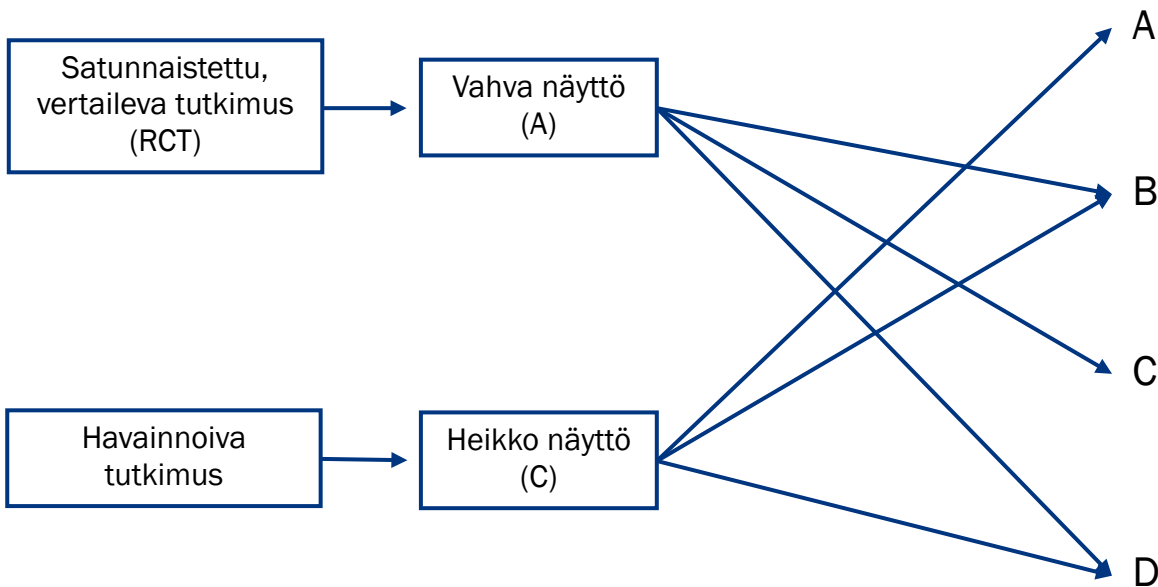 Satunnaistettu,
vertaileva tutkimus
(RCT)
Vahva näyttö
(A)
Havainnoiva
tutkimus
Heikko näyttö
(C)
A
B
C
D